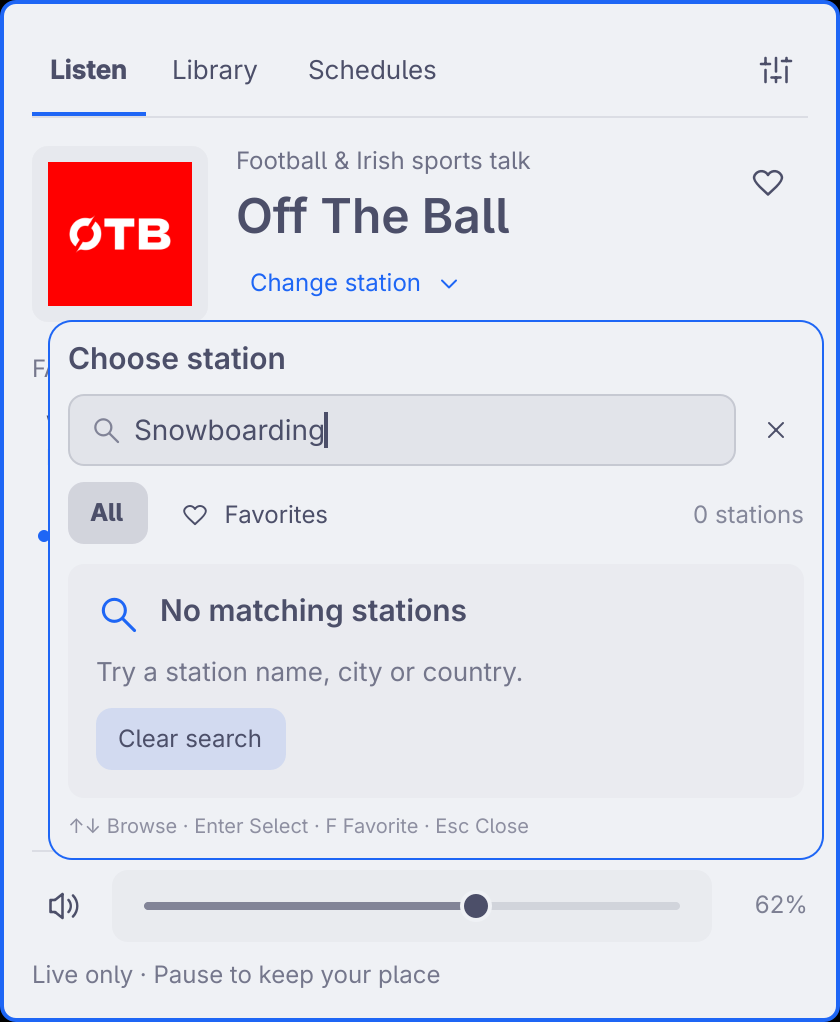 Listen Library Schedules
Football & Irish sports talk
OTB
Off The Ball
Change station
Choose station
Snowboarding
All Favorites 0 stations
No matching stations
Try a station name, city or country.
Clear search
↑↓ Browse · Enter Select · F Favorite · Esc Close
62%
Live only · Pause to keep your place